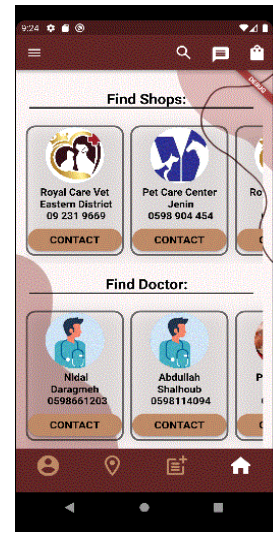 9:24
DEBUG
Find Shops:
Royal Care Vet
Eastern District
09 231 9669
CONTACT
Pet Care Center
Jenin
0598 904 454
CONTACT
Ro
Find Doctor:
Nidal
Daragmeh
0598661203
CONTACT
Abdullah
Shalhoub
0598114094
CONTACT
P